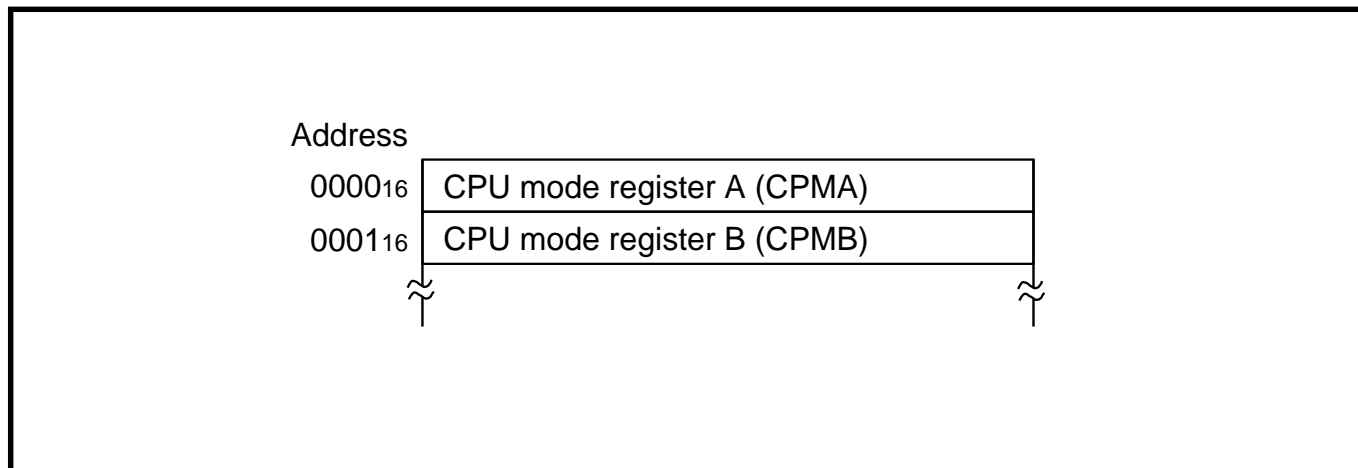 Address
0000₁₆ CPU mode register A (CPMA)
0001₁₆ CPU mode register B (CPMB)